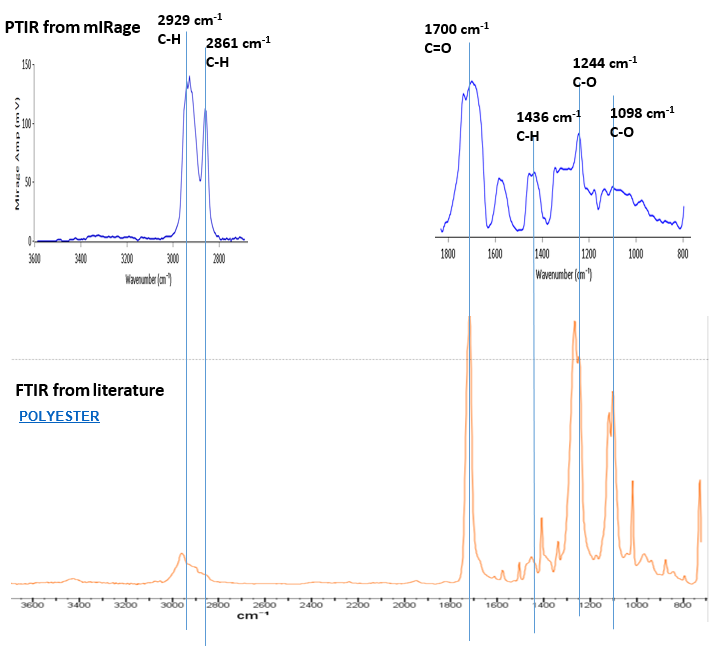 PTIR from mIRage
2929 cm-1
C-H
2861 cm-1
C-H
1700 cm-1
C=O
1436 cm-1
C-H
1244 cm-1
C-O
1098 cm-1
C-O
Mirage Amp (mV)
150
100
50
0
3600 3400 3200 3000 2800
Wavenumber (cm-1)
1800 1600 1400 1200 1000 800
Wavenumber (cm-1)
FTIR from literature
POLYESTER
3600 3400 3200 3000 2800 2600 2400 2200 2000 1800 1600 1400 1200 1000 800
cm-1